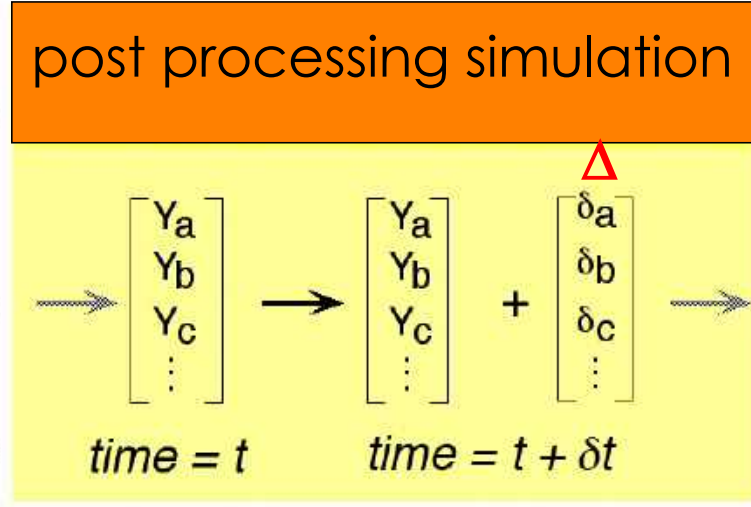 post processing simulation
Δ
Ya Ya δa
Yb Yb δb
Yc + Yc δc
⋮ ⋮ ⋮
time = t time = t + δt